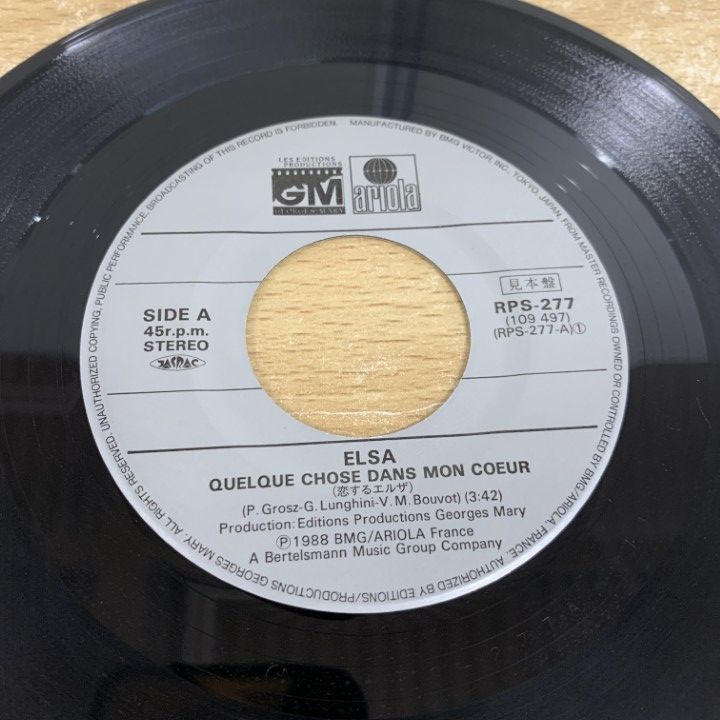 LES EDITIONS
PRODUCTIONS
GM
GEORGES MARY
ariola
SIDE A
45r.p.m.
STEREO
JASRAC
見本盤
RPS-277
(109 497)
(RPS-277-A)①
ELSA
QUELQUE CHOSE DANS MON COEUR
(恋するエルザ)
(P. Grosz-G. Lunghini-V. M. Bouvot) (3:42)
Production: Editions Productions Georges Mary
Ⓟ1988 BMG/ARIOLA France
A Bertelsmann Music Group Company
ALL RIGHTS RESERVED. UNAUTHORIZED COPYING, PUBLIC PERFORMANCE, BROADCASTING OF THIS RECORD IS FORBIDDEN. MANUFACTURED BY BMG VICTOR, INC. TOKYO, JAPAN, FROM MASTER RECORDINGS OWNED OR CONTROLLED BY BMG/ARIOLA, FRANCE. AUTHORIZED BY EDITIONS/PRODUCTIONS GEORGES MARY.